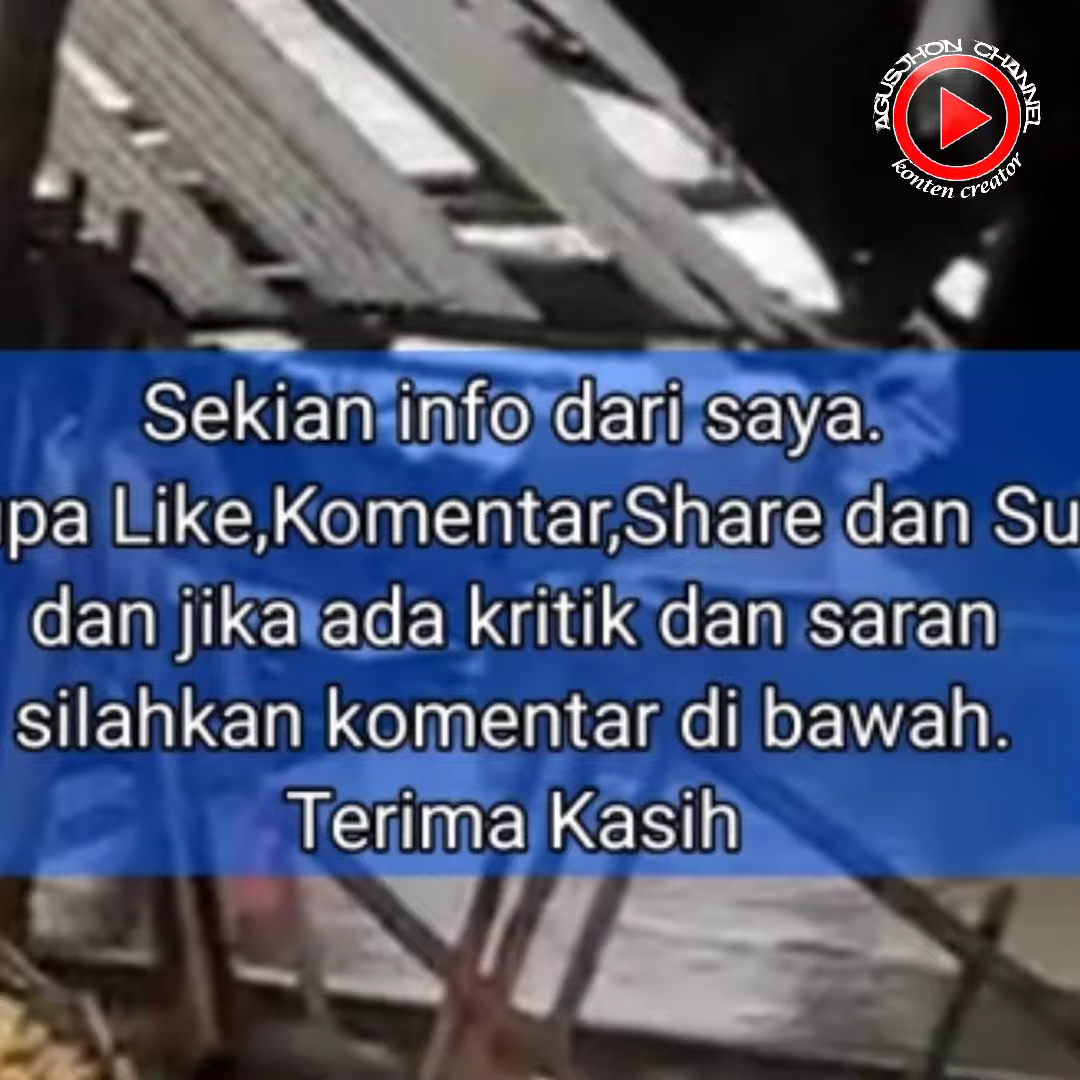 AGUSJHON CHANNEL
konten creator
Sekian info dari saya.
Like,Komentar,Share dan
dan jika ada kritik dan saran
silahkan komentar di bawah.
Terima Kasih